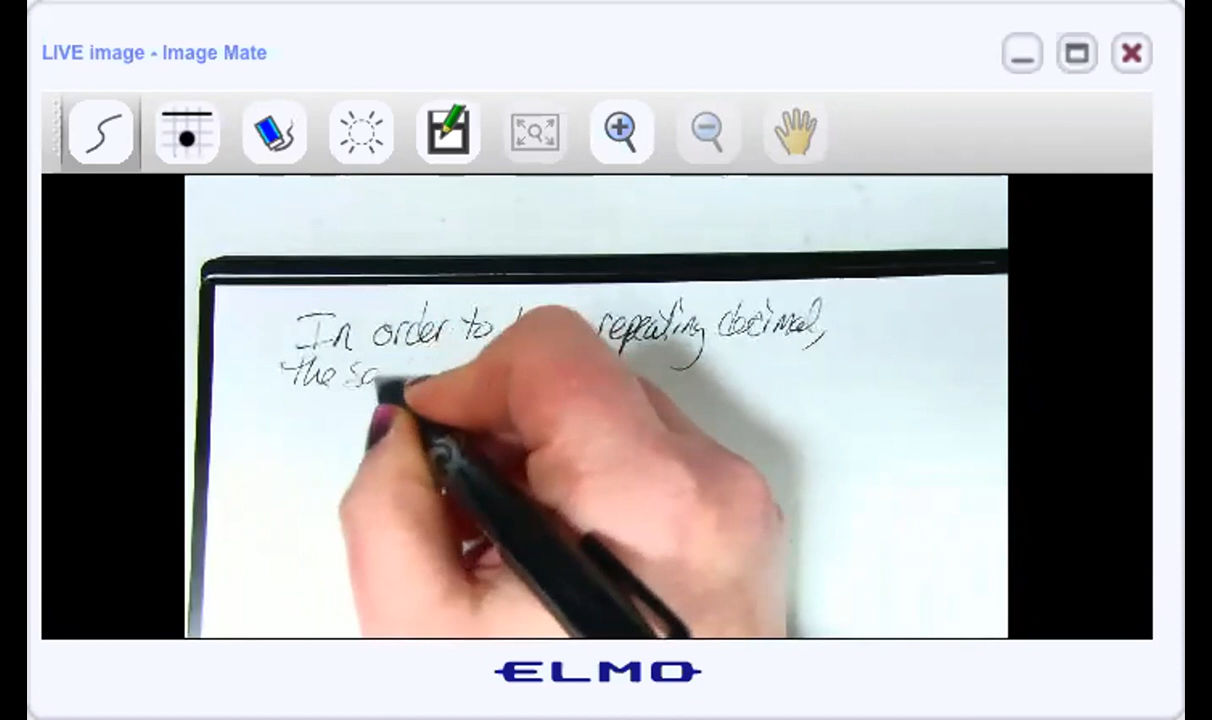 LIVE image - Image Mate
In order to repeating decimal,
the
ELMO